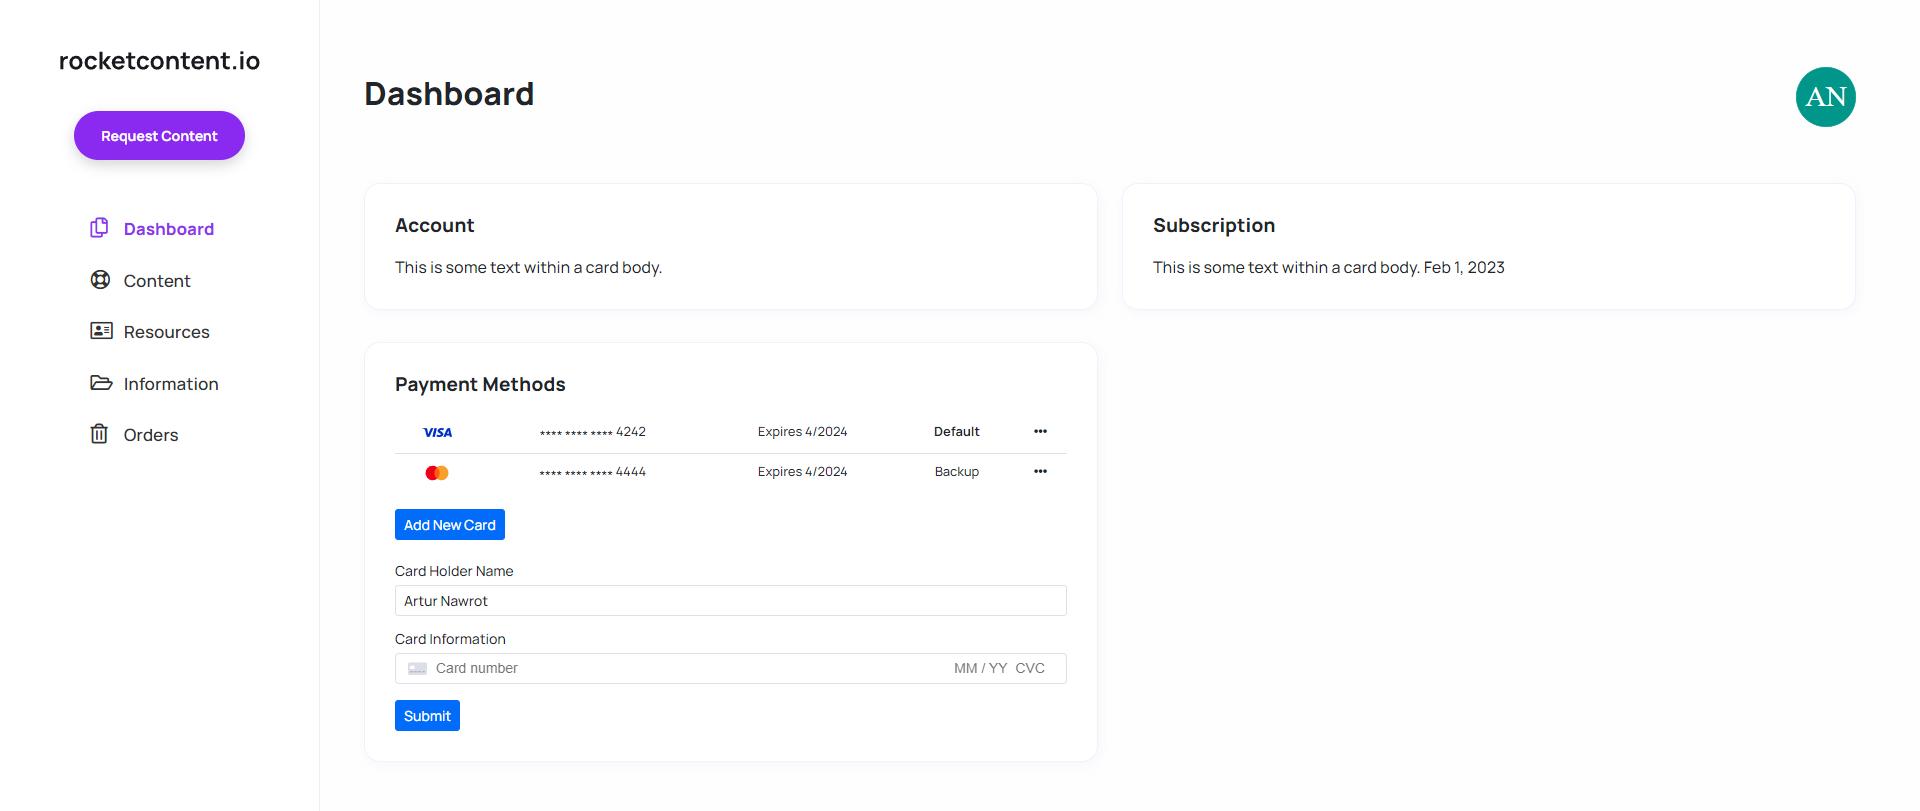 rocketcontent.io
Request Content
Dashboard
Content
Resources
Information
Orders
Dashboard
AN
Account
This is some text within a card body.
Subscription
This is some text within a card body. Feb 1, 2023
Payment Methods
VISA **** **** **** 4242 Expires 4/2024 Default •••
**** **** **** 4444 Expires 4/2024 Backup •••
Add New Card
Card Holder Name
Artur Nawrot
Card Information
Card number MM / YY CVC
Submit